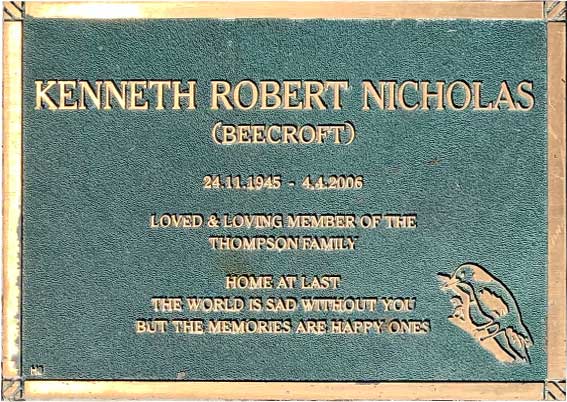 KENNETH ROBERT NICHOLAS
(BEECROFT)
24.11.1945 - 4.4.2006
LOVED & LOVING MEMBER OF THE
THOMPSON FAMILY
HOME AT LAST
THE WORLD IS SAD WITHOUT YOU
BUT THE MEMORIES ARE HAPPY ONES